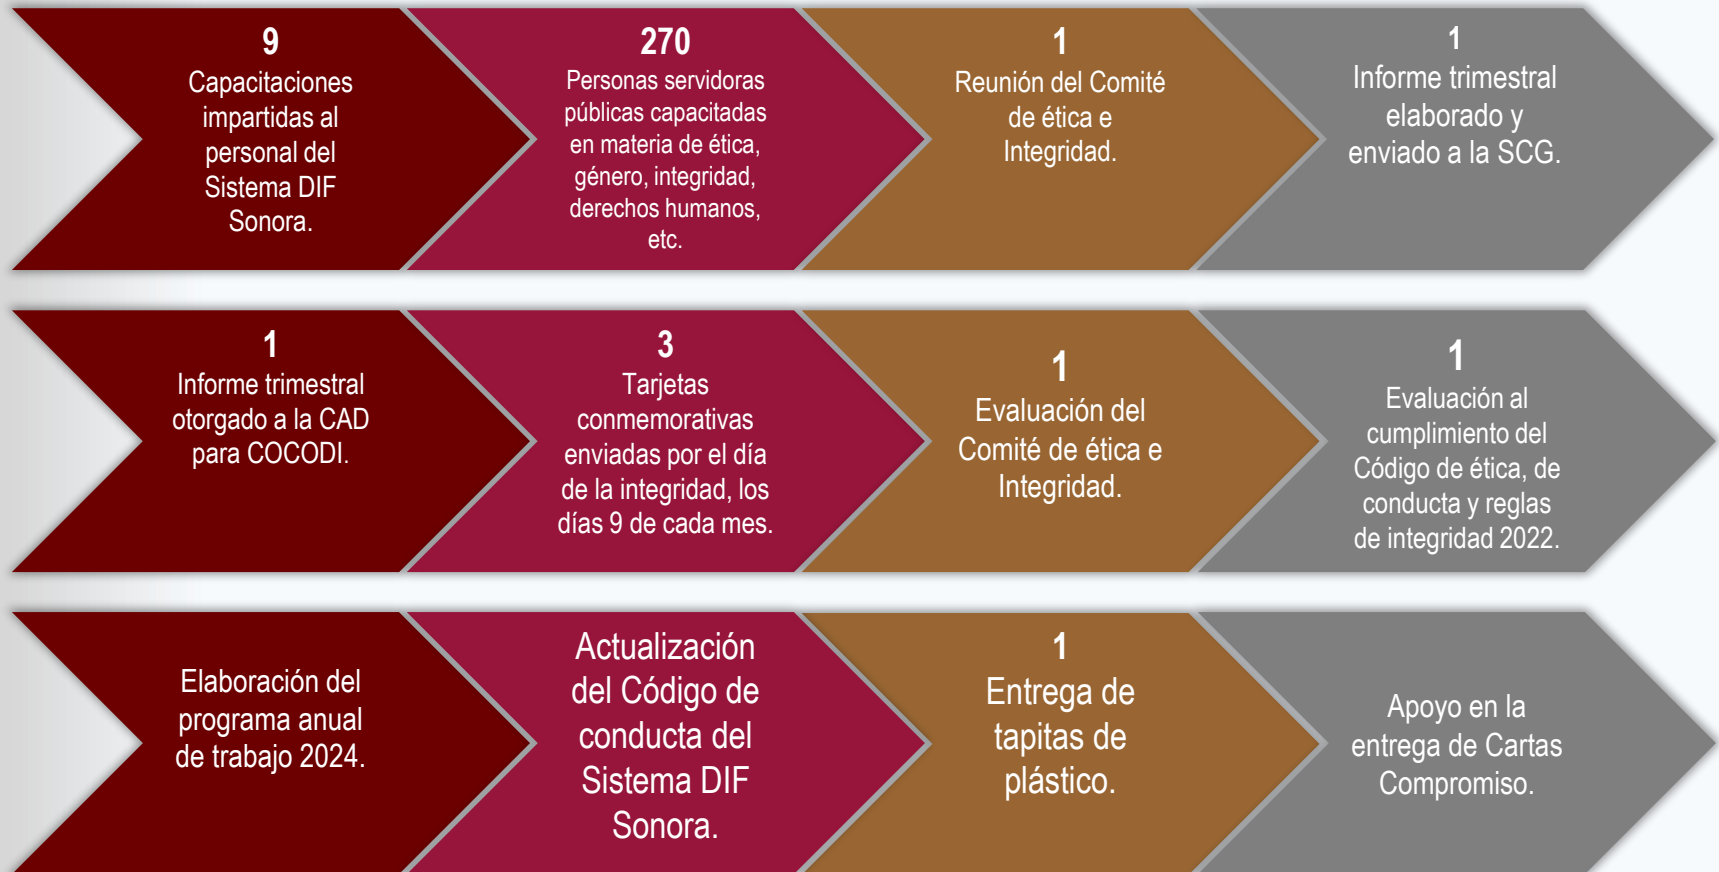 9
Capacitaciones
impartidas al
personal del
Sistema DIF
Sonora.
270
Personas servidoras
públicas capacitadas
en materia de ética,
género, integridad,
derechos humanos,
etc.
1
Reunión del Comité
de ética e
Integridad.
1
Informe trimestral
elaborado y
enviado a la SCG.
1
Informe trimestral
otorgado a la CAD
para COCODI.
3
Tarjetas
conmemorativas
enviadas por el día
de la integridad, los
días 9 de cada mes.
1
Evaluación del
Comité de ética e
Integridad.
1
Evaluación al
cumplimiento del
Código de ética, de
conducta y reglas
de integridad 2022.
Elaboración del
programa anual
de trabajo 2024.
Actualización
del Código de
conducta del
Sistema DIF
Sonora.
1
Entrega de
tapitas de
plástico.
Apoyo en la
entrega de Cartas
Compromiso.